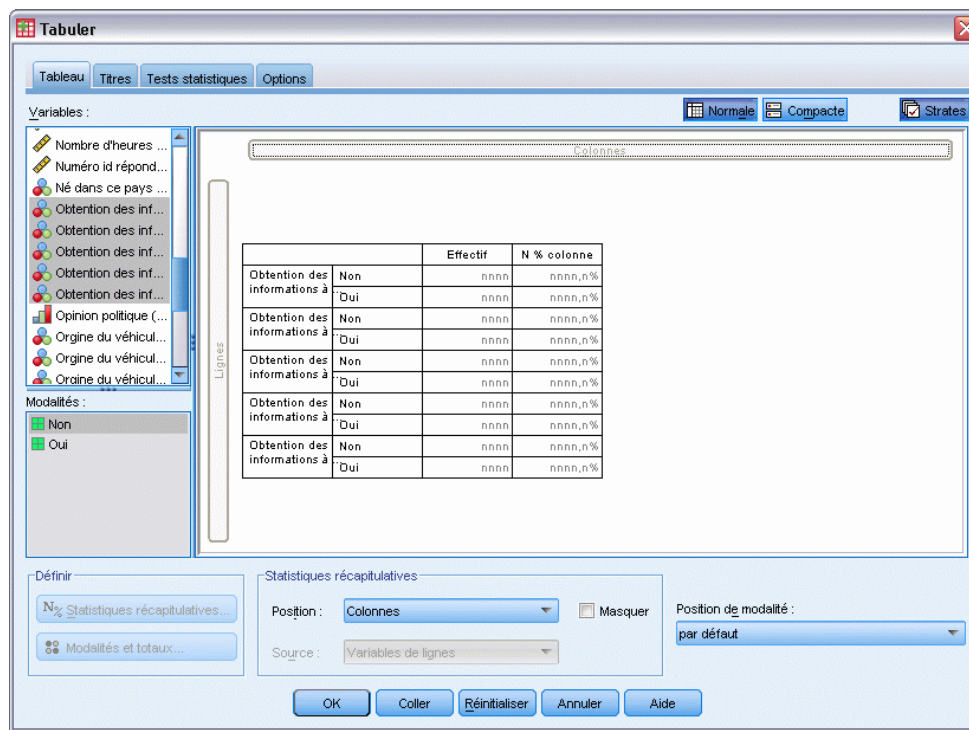 Tabuler
Tableau Titres Tests statistiques Options
Variables :
Normale Compacte Strates
Nombre d'heures ...
Numéro id répond...
Né dans ce pays ...
Obtention des inf...
Obtention des inf...
Obtention des inf...
Obtention des inf...
Obtention des inf...
Opinion politique (...
Orgine du véhicul...
Orgine du véhicul...
Orgine du véhicul...
Modalités :
Non
Oui
Colonnes
Lignes
Effectif N % colonne
Obtention des informations à ... Non nnnn nnnn,n%
Oui nnnn nnnn,n%
Obtention des informations à ... Non nnnn nnnn,n%
Oui nnnn nnnn,n%
Obtention des informations à ... Non nnnn nnnn,n%
Oui nnnn nnnn,n%
Obtention des informations à ... Non nnnn nnnn,n%
Oui nnnn nnnn,n%
Obtention des informations à ... Non nnnn nnnn,n%
Oui nnnn nnnn,n%
Définir
N% Statistiques récapitulatives...
Modalités et totaux...
Statistiques récapitulatives
Position : Colonnes Masquer
Source : Variables de lignes
Position de modalité :
par défaut
OK Coller Réinitialiser Annuler Aide